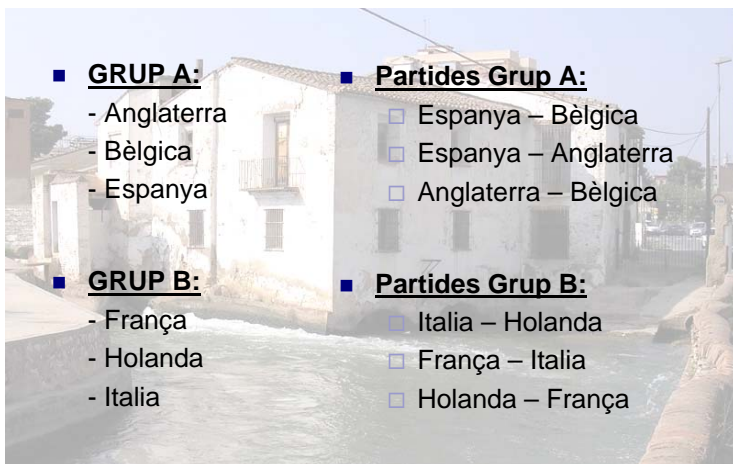 GRUP A:
- Anglaterra
- Bèlgica
- Espanya
Partides Grup A:
Espanya – Bèlgica
Espanya – Anglaterra
Anglaterra – Bèlgica
GRUP B:
- França
- Holanda
- Italia
Partides Grup B:
Italia – Holanda
França – Italia
Holanda – França